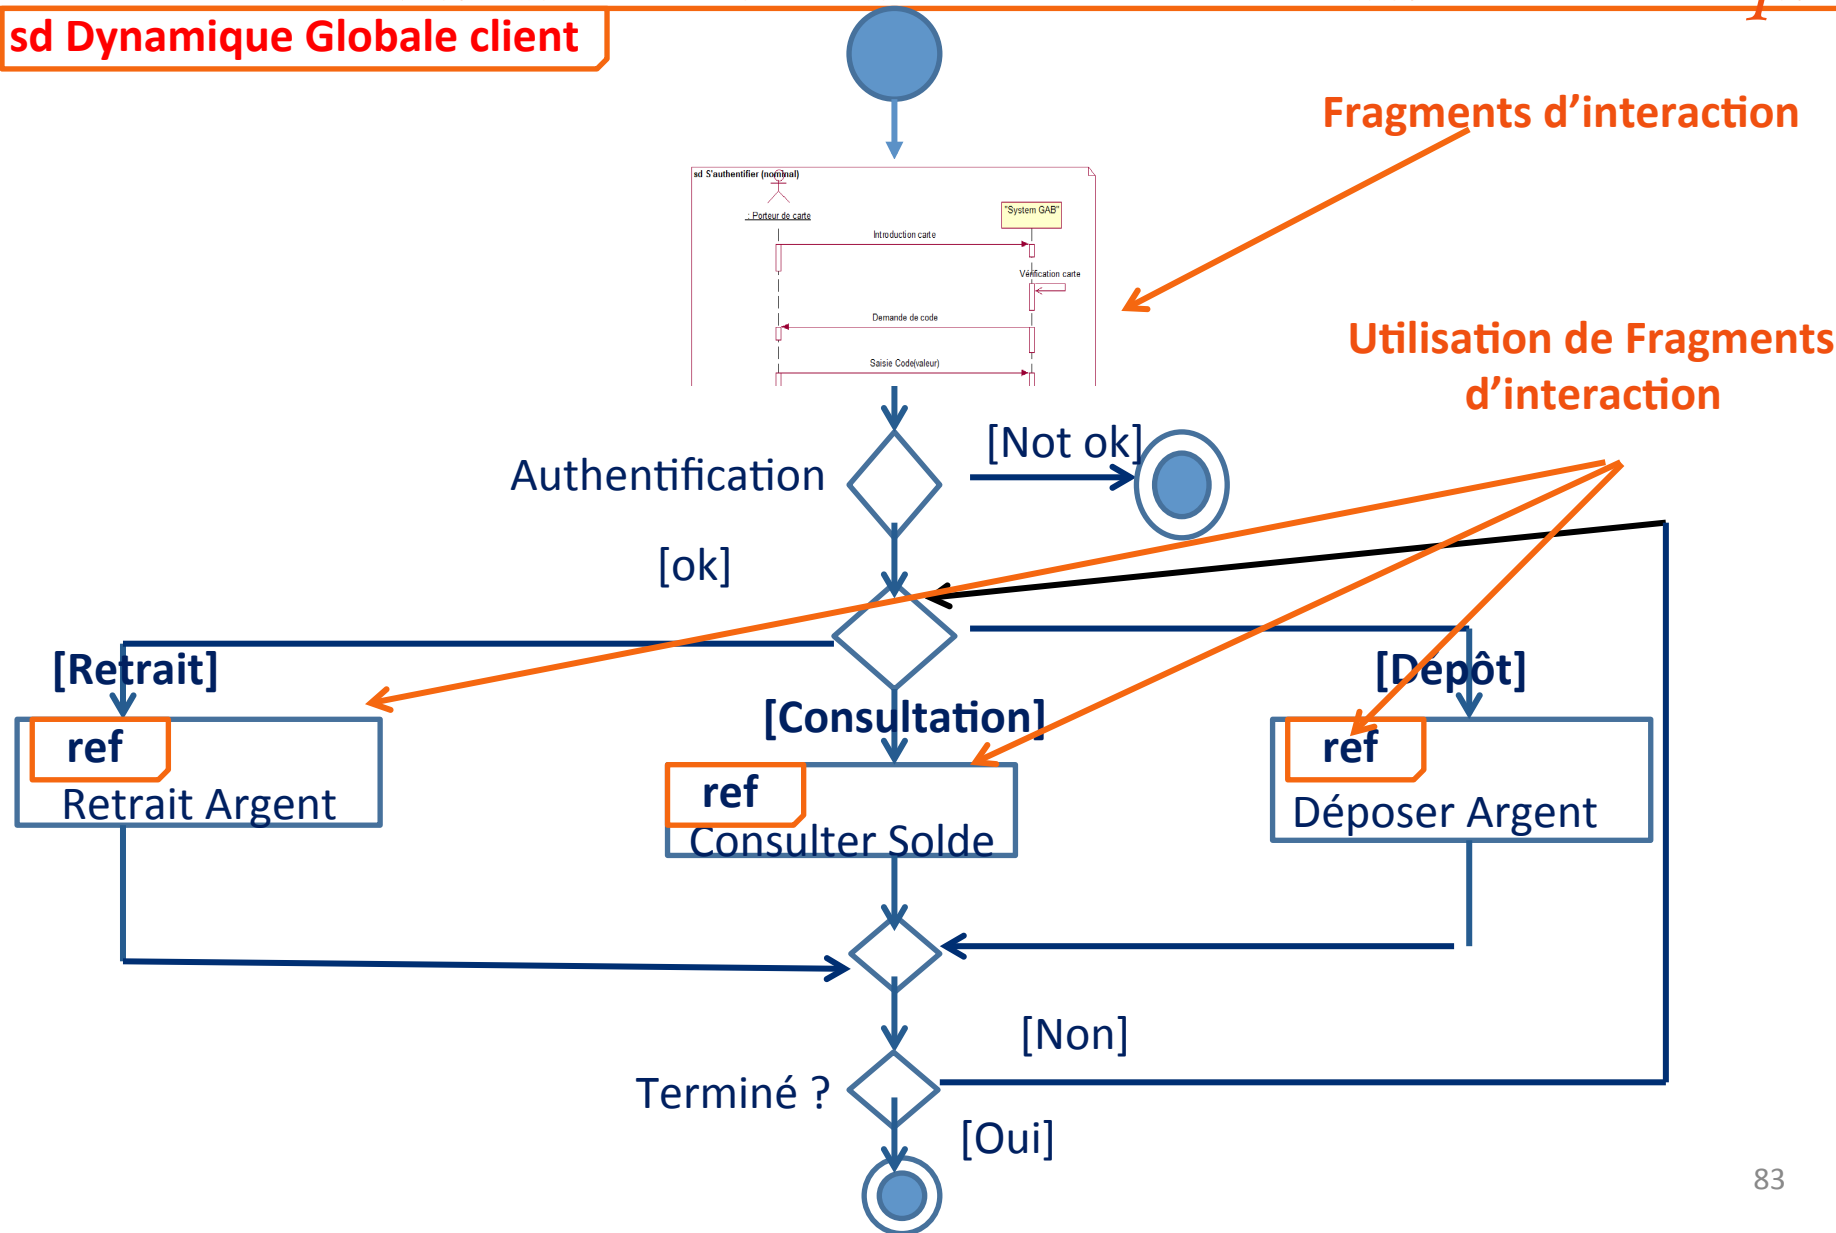 sd Dynamique Globale client
Fragments d’interaction
sd S'authentifier (nominal)
: Porteur de carte
"System GAB"
Introduction carte
Vérification carte
Demande de code
Saisie Code(valeur)
Utilisation de Fragments
d’interaction
[Not ok]
Authentification
[ok]
[Retrait]
[Dépôt]
[Consultation]
ref
Retrait Argent
ref
Consulter Solde
ref
Déposer Argent
[Non]
Terminé ?
[Oui]
83